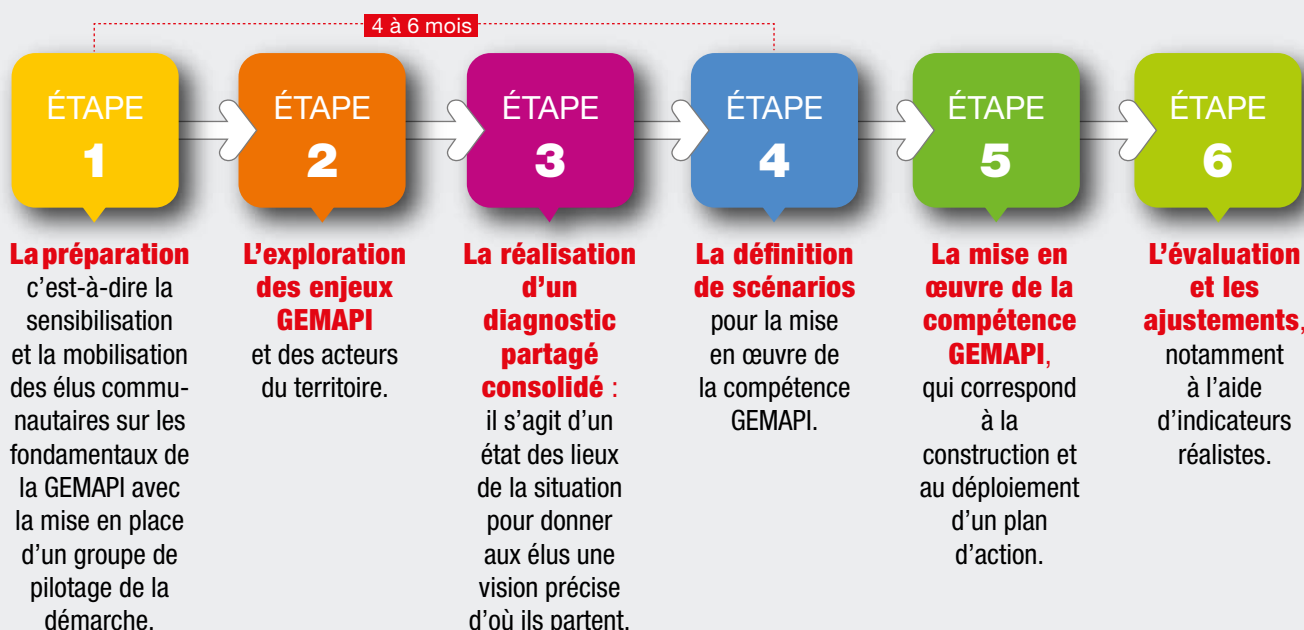 4 à 6 mois
ÉTAPE
1
La préparation
c'est-à-dire la
sensibilisation
et la mobilisation
des élus commu-
nautaires sur les
fondamentaux de
la GEMAPI avec
la mise en place
d'un groupe de
pilotage de la
démarche.
ÉTAPE
2
L'exploration
des enjeux
GEMAPI
et des acteurs
du territoire.
ÉTAPE
3
La réalisation
d'un
diagnostic
partagé
consolidé :
il s'agit d'un
état des lieux
de la situation
pour donner
aux élus une
vision précise
d'où ils partent.
ÉTAPE
4
La définition
de scénarios
pour la mise
en œuvre de
la compétence
GEMAPI.
ÉTAPE
5
La mise en
œuvre de la
compétence
GEMAPI,
qui correspond
à la
construction et
au déploiement
d'un plan
d'action.
ÉTAPE
6
L'évaluation
et les
ajustements,
notamment
à l'aide
d'indicateurs
réalistes.